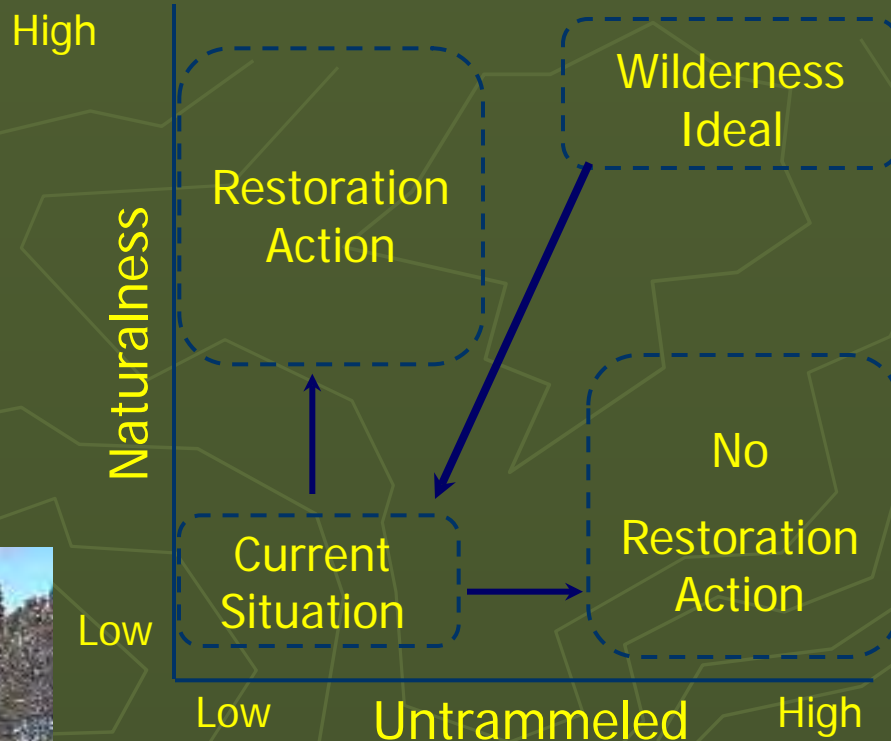 High
Wilderness
Ideal
Restoration
Action
Naturalness
No
Restoration
Action
Current
Situation
Low
Low
Untrammeled
High